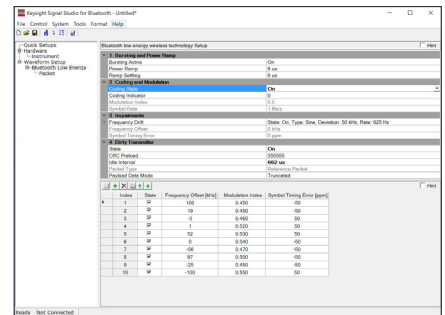 Keysight Signal Studio for Bluetooth - Untitled*
File Control System Tools Format Help
Quick Setups
Hardware
Instrument
Waveform Setup
Bluetooth Low Energy
Packet
Bluetooth low energy wireless technology Setup
Hint
1. Bursting and Power Ramp
Bursting Active On
Power Ramp 6 us
Ramp Settling 6 us
2. Coding and Modulation
Coding State On
Coding Indicator 0
Modulation Index 0.5
Symbol Rate 1 Ms/s
3. Impairments
Frequency Drift State: On, Type: Sine, Deviation: 50 kHz, Rate: 625 Hz
Frequency Offset 0 kHz
Symbol Timing Error 0 ppm
4. Dirty Transmitter
State On
CRC Preload 555555
Idle Interval 662 us
Packet Type Reference Packet
Payload Data Mode Truncated
Hint
Index State Frequency Offset [kHz] Modulation Index Symbol Timing Error [ppm]
1 100 0.450 -50
2 19 0.480 -50
3 -3 0.480 50
4 1 0.520 50
5 52 0.530 50
6 0 0.540 -50
7 -56 0.470 -50
8 97 0.500 -50
9 -25 0.450 -50
10 -100 0.550 50
Ready Not Connected